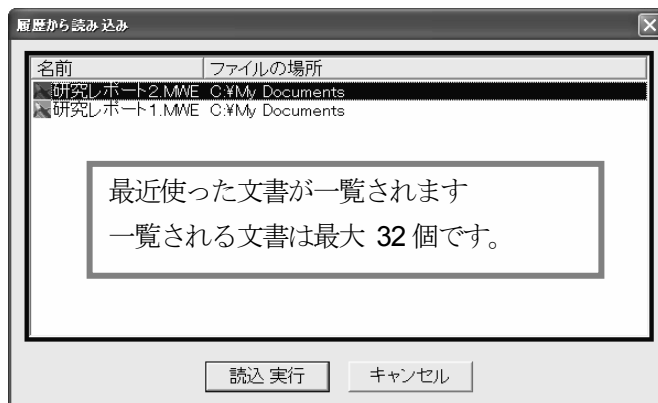 履歴から読み込み
名前 ファイルの場所
研究レポート2.MWE C:¥My Documents
研究レポート1.MWE C:¥My Documents
最近使った文書が一覧されます
一覧される文書は最大 32 個です。
読込 実行 キャンセル